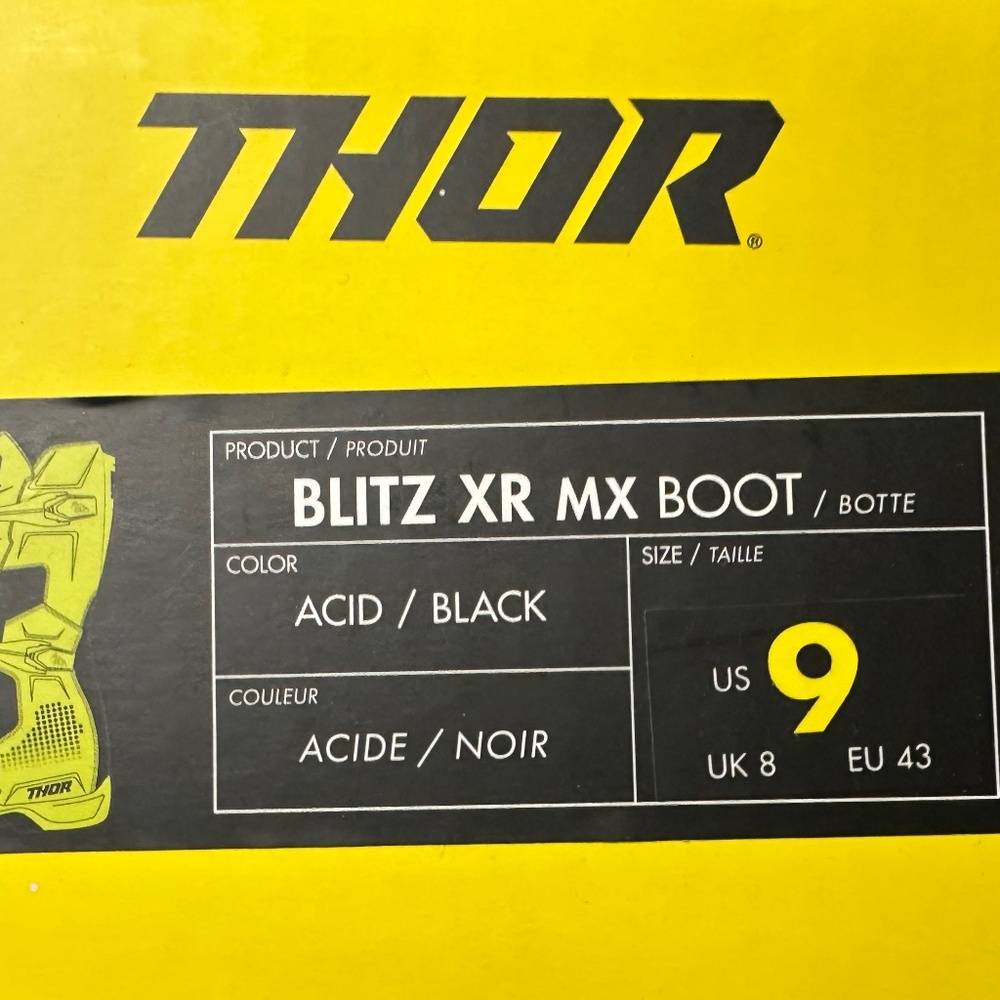 THOR®
PRODUCT / PRODUIT
BLITZ XR MX BOOT / BOTTE
COLOR
ACID / BLACK
COULEUR
ACIDE / NOIR
SIZE / TAILLE
US 9
UK 8 EU 43
THOR